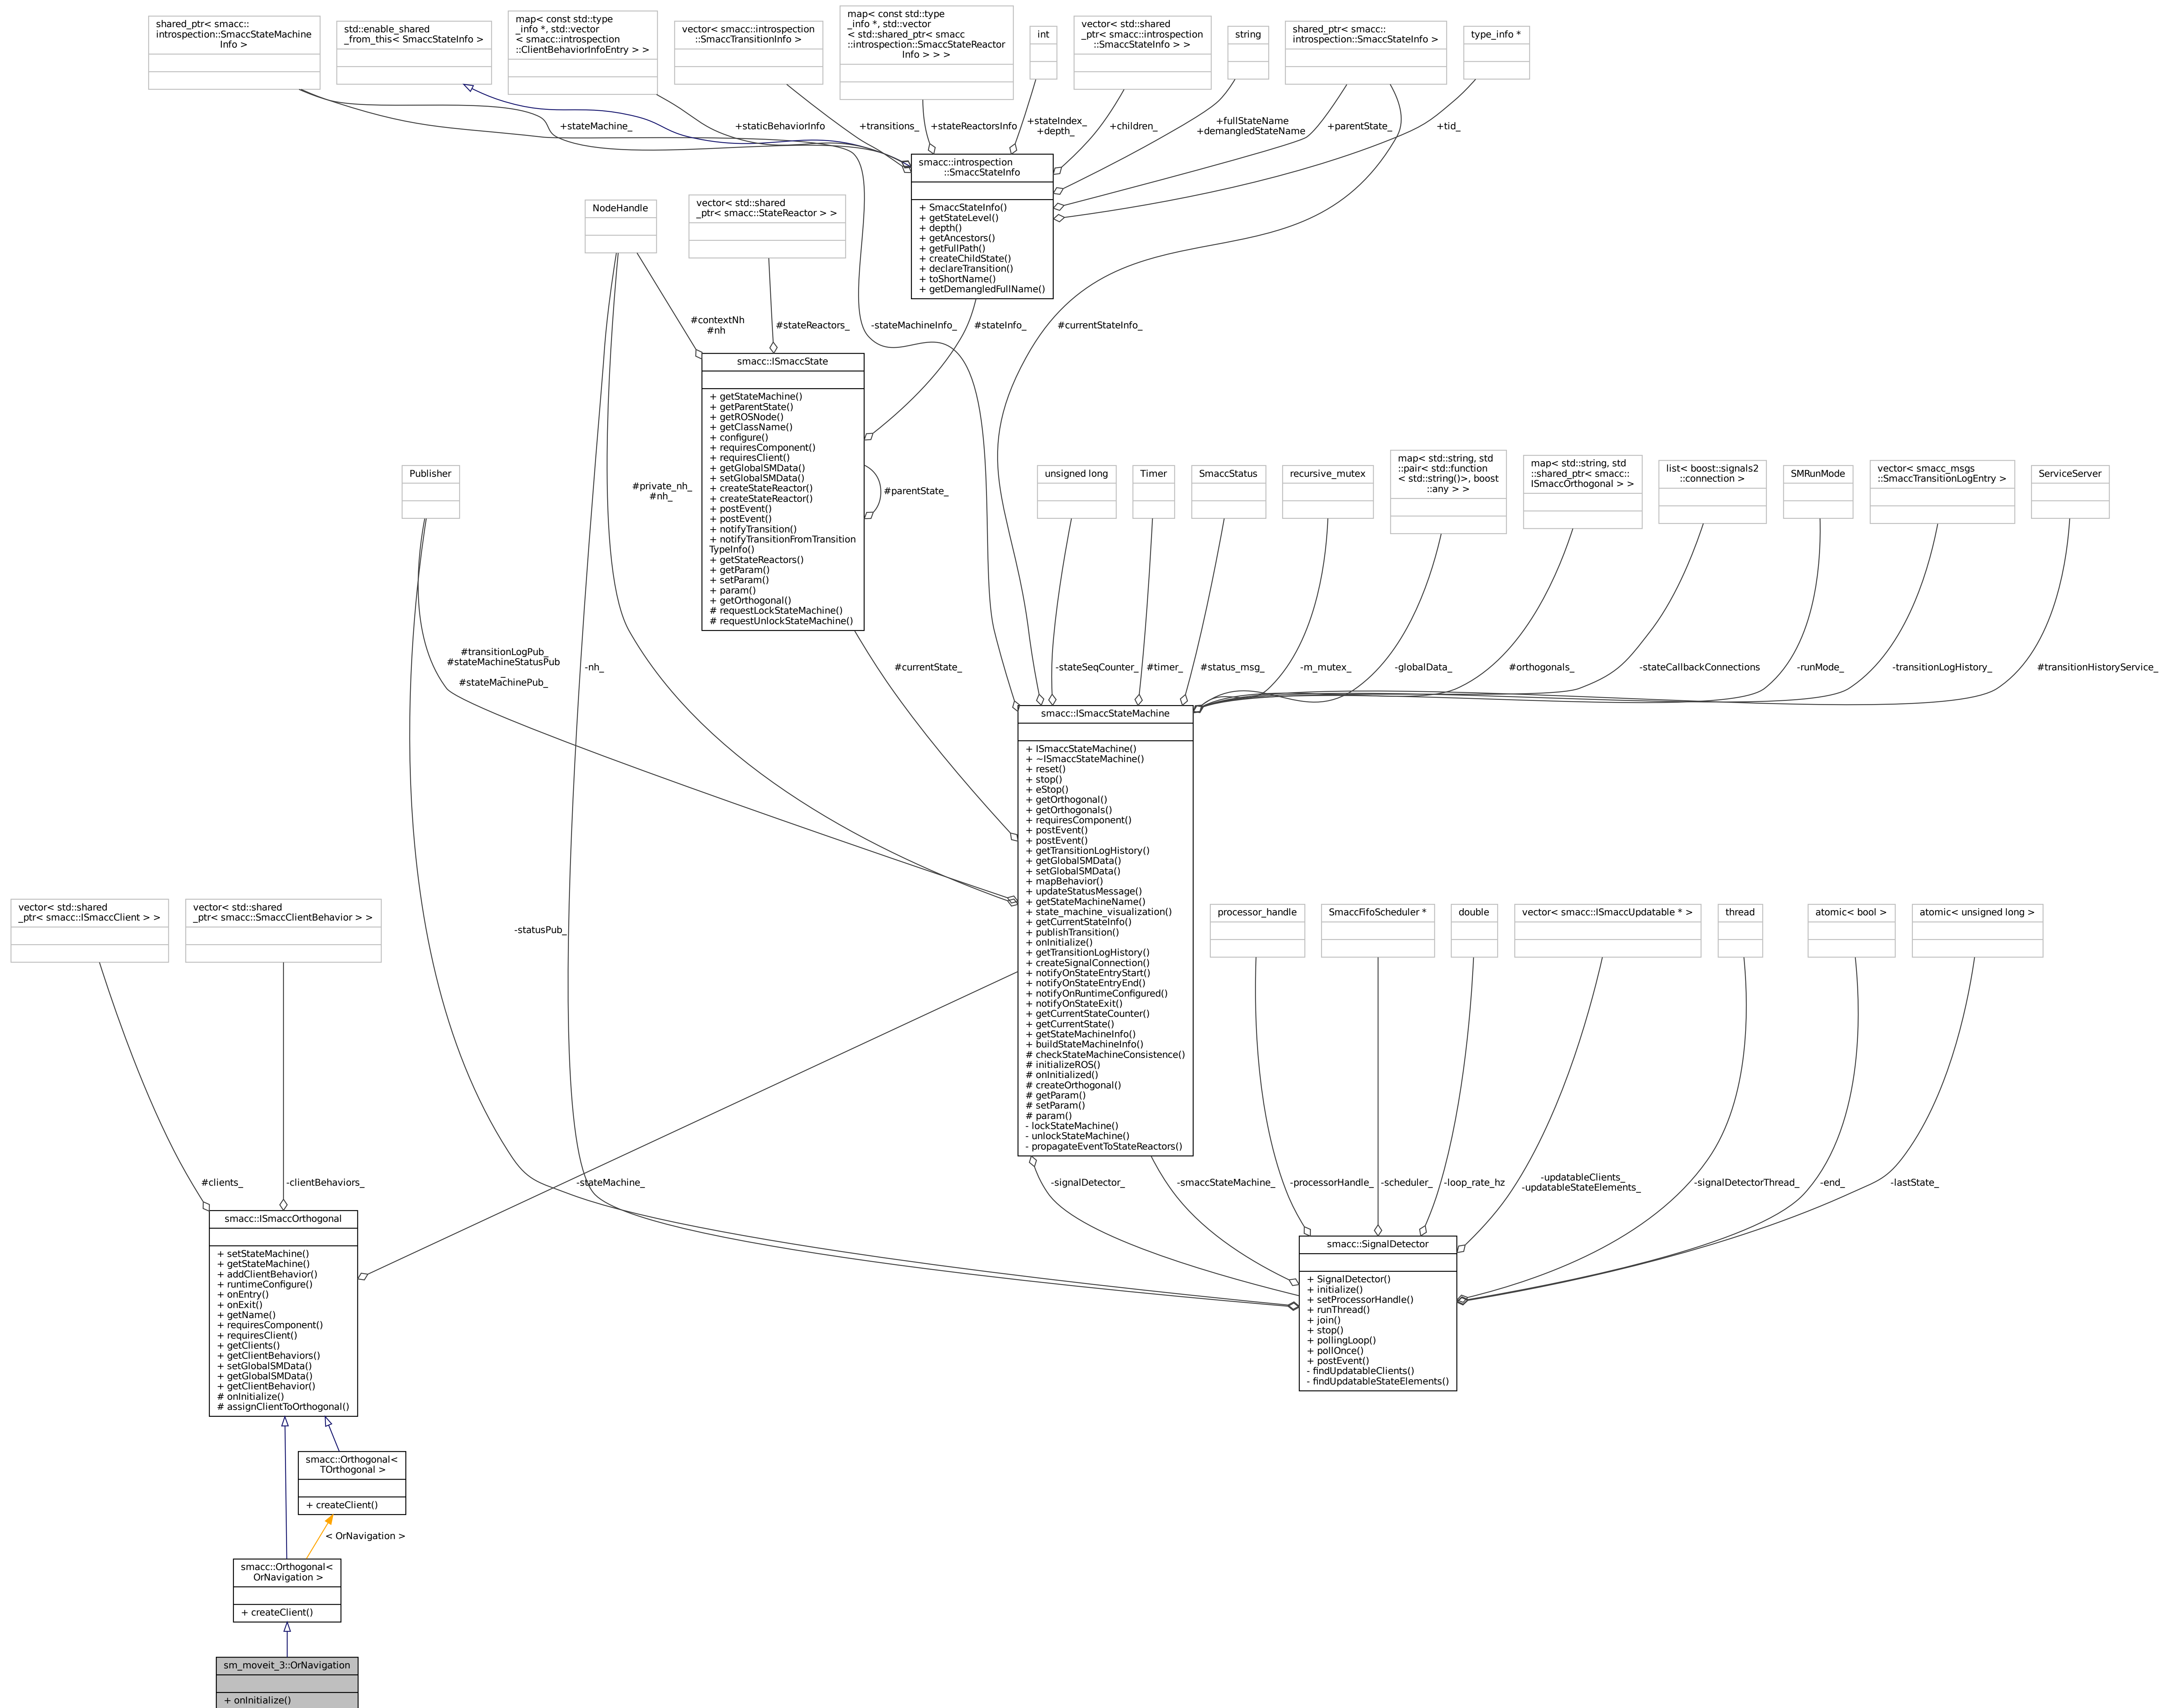 shared_ptr< smacc::
introspection::SmaccStateMachine
Info >
std::enable_shared
_from_this< SmaccStateInfo >
map< const std::type
_info *, std::vector
< smacc::introspection
::ClientBehaviorInfoEntry > >
vector< smacc::introspection
::SmaccTransitionInfo >
map< const std::type
_info *, std::vector
< std::shared_ptr< smacc
::introspection::SmaccStateReactor
Info > > >
int
vector< std::shared
_ptr< smacc::introspection
::SmaccStateInfo > >
string
shared_ptr< smacc::
introspection::SmaccStateInfo >
type_info *
+stateMachine_
+staticBehaviorInfo
+transitions_
+stateReactorsInfo
+stateIndex_
+depth_
+children_
+fullStateName
+demangledStateName
+parentState_
+tid_
smacc::introspection
::SmaccStateInfo
+ SmaccStateInfo()
+ getStateLevel()
+ depth()
+ getAncestors()
+ getFullPath()
+ createChildState()
+ declareTransition()
+ toShortName()
+ getDemangledFullName()
NodeHandle
vector< std::shared
_ptr< smacc::StateReactor > >
#contextNh
#nh
#stateReactors_
-stateMachineInfo_
#stateInfo_
#currentStateInfo_
smacc::ISmaccState
+ getStateMachine()
+ getParentState()
+ getROSNode()
+ getClassName()
+ configure()
+ requiresComponent()
+ requiresClient()
+ getGlobalSMData()
+ setGlobalSMData()
+ createStateReactor()
+ createStateReactor()
+ postEvent()
+ postEvent()
+ notifyTransition()
+ notifyTransitionFromTransition
TypeInfo()
+ getStateReactors()
+ getParam()
+ setParam()
+ param()
+ getOrthogonal()
# requestLockStateMachine()
# requestUnlockStateMachine()
#parentState_
Publisher
#private_nh_
#nh_
unsigned long
Timer
SmaccStatus
recursive_mutex
map< std::string, std
::pair< std::function
< std::string()>, boost
::any > >
map< std::string, std
::shared_ptr< smacc::
ISmaccOrthogonal > >
list< boost::signals2
::connection >
SMRunMode
vector< smacc_msgs
::SmaccTransitionLogEntry >
ServiceServer
#transitionLogPub_
#stateMachineStatusPub
_
#stateMachinePub_
-nh_
#currentState_
-stateSeqCounter_
#timer_
#status_msg_
-m_mutex_
-globalData_
#orthogonals_
-stateCallbackConnections
-runMode_
-transitionLogHistory_
#transitionHistoryService_
smacc::ISmaccStateMachine
+ ISmaccStateMachine()
+ ~ISmaccStateMachine()
+ reset()
+ stop()
+ eStop()
+ getOrthogonal()
+ getOrthogonals()
+ requiresComponent()
+ postEvent()
+ postEvent()
+ getTransitionLogHistory()
+ getGlobalSMData()
+ setGlobalSMData()
+ mapBehavior()
+ updateStatusMessage()
+ getStateMachineName()
+ state_machine_visualization()
+ getCurrentStateInfo()
+ publishTransition()
+ onInitialize()
+ getTransitionLogHistory()
+ createSignalConnection()
+ notifyOnStateEntryStart()
+ notifyOnStateEntryEnd()
+ notifyOnRuntimeConfigured()
+ notifyOnStateExit()
+ getCurrentStateCounter()
+ getCurrentState()
+ getStateMachineInfo()
+ buildStateMachineInfo()
# checkStateMachineConsistence()
# initializeROS()
# onInitialized()
# createOrthogonal()
# getParam()
# setParam()
# param()
- lockStateMachine()
- unlockStateMachine()
- propagateEventToStateReactors()
vector< std::shared
_ptr< smacc::ISmaccClient > >
vector< std::shared
_ptr< smacc::SmaccClientBehavior > >
-statusPub_
processor_handle
SmaccFifoScheduler *
double
vector< smacc::ISmaccUpdatable * >
thread
atomic< bool >
atomic< unsigned long >
#clients_
-clientBehaviors_
-stateMachine_
-signalDetector_
-smaccStateMachine_
-processorHandle_
-scheduler_
-loop_rate_hz
-updatableClients_
-updatableStateElements_
-signalDetectorThread_
-end_
-lastState_
smacc::ISmaccOrthogonal
+ setStateMachine()
+ getStateMachine()
+ addClientBehavior()
+ runtimeConfigure()
+ onEntry()
+ onExit()
+ getName()
+ requiresComponent()
+ requiresClient()
+ getClients()
+ getClientBehaviors()
+ setGlobalSMData()
+ getGlobalSMData()
+ getClientBehavior()
# onInitialize()
# assignClientToOrthogonal()
smacc::SignalDetector
+ SignalDetector()
+ initialize()
+ setProcessorHandle()
+ runThread()
+ join()
+ stop()
+ pollingLoop()
+ pollOnce()
+ postEvent()
- findUpdatableClients()
- findUpdatableStateElements()
smacc::Orthogonal<
TOrthogonal >
+ createClient()
< OrNavigation >
smacc::Orthogonal<
OrNavigation >
+ createClient()
sm_moveit_3::OrNavigation
+ onInitialize()